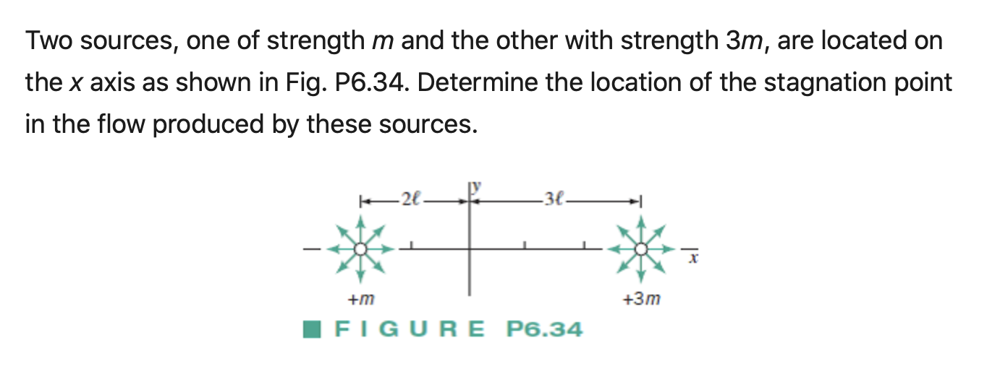 Two sources, one of strength m and the other with strength 3m, are located on
the x axis as shown in Fig. P6.34. Determine the location of the stagnation point
in the flow produced by these sources.
y
2ℓ 3ℓ
x
+m +3m
FIGURE P6.34